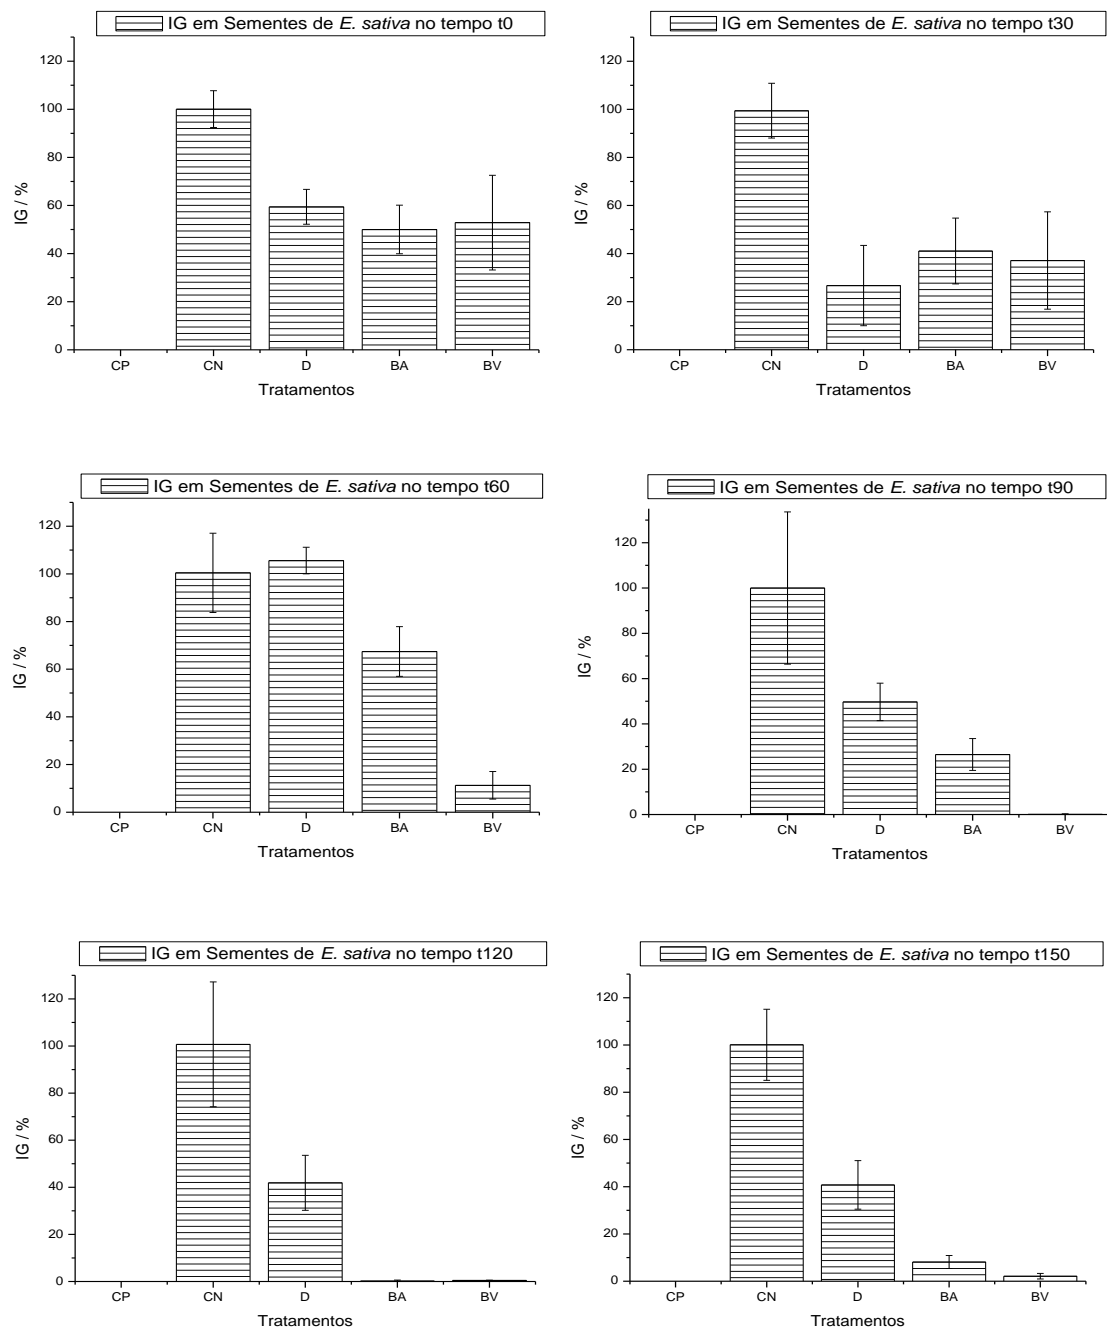 IG em Sementes de E. sativa no tempo t0
120
100
80
60
40
20
0
IG / %
CP CN D BA BV
Tratamentos
IG em Sementes de E. sativa no tempo t30
120
100
80
60
40
20
0
IG / %
CP CN D BA BV
Tratamentos
IG em Sementes de E. sativa no tempo t60
120
100
80
60
40
20
0
IG / %
CP CN D BA BV
Tratamentos
IG em Sementes de E. sativa no tempo t90
120
100
80
60
40
20
0
IG / %
CP CN D BA BV
Tratamentos
IG em Sementes de E. sativa no tempo t120
120
100
80
60
40
20
0
IG / %
CP CN D BA BV
Tratamentos
IG em Sementes de E. sativa no tempo t150
120
100
80
60
40
20
0
IG / %
CP CN D BA BV
Tratamentos